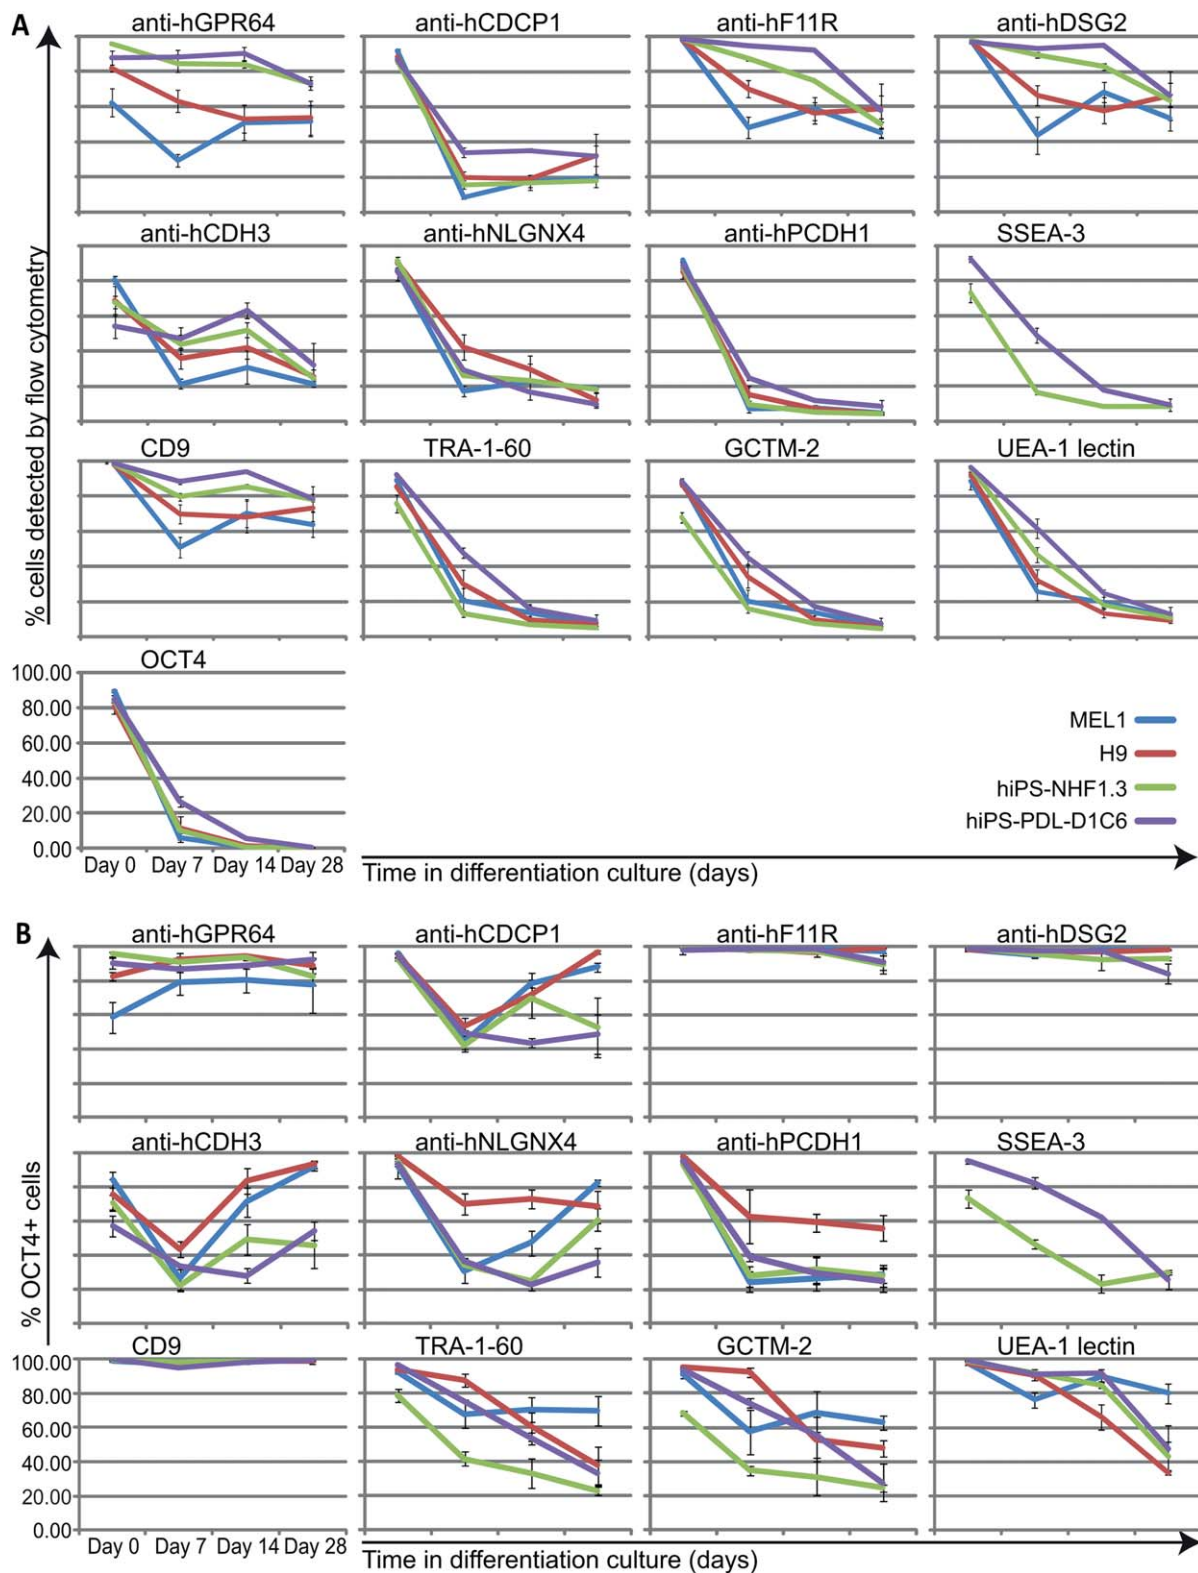 A
anti-hGPR64 anti-hCDCP1 anti-hF11R anti-hDSG2
anti-hCDH3 anti-hNLGNX4 anti-hPCDH1 SSEA-3
CD9 TRA-1-60 GCTM-2 UEA-1 lectin
% cells detected by flow cytometry
OCT4
100.00
80.00
60.00
40.00
20.00
0.00
Day 0 Day 7 Day 14 Day 28
MEL1
H9
hiPS-NHF1.3
hiPS-PDL-D1C6
Time in differentiation culture (days)
B
anti-hGPR64 anti-hCDCP1 anti-hF11R anti-hDSG2
anti-hCDH3 anti-hNLGNX4 anti-hPCDH1 SSEA-3
% OCT4+ cells
CD9 TRA-1-60 GCTM-2 UEA-1 lectin
100.00
80.00
60.00
40.00
20.00
0.00
Day 0 Day 7 Day 14 Day 28
Time in differentiation culture (days)